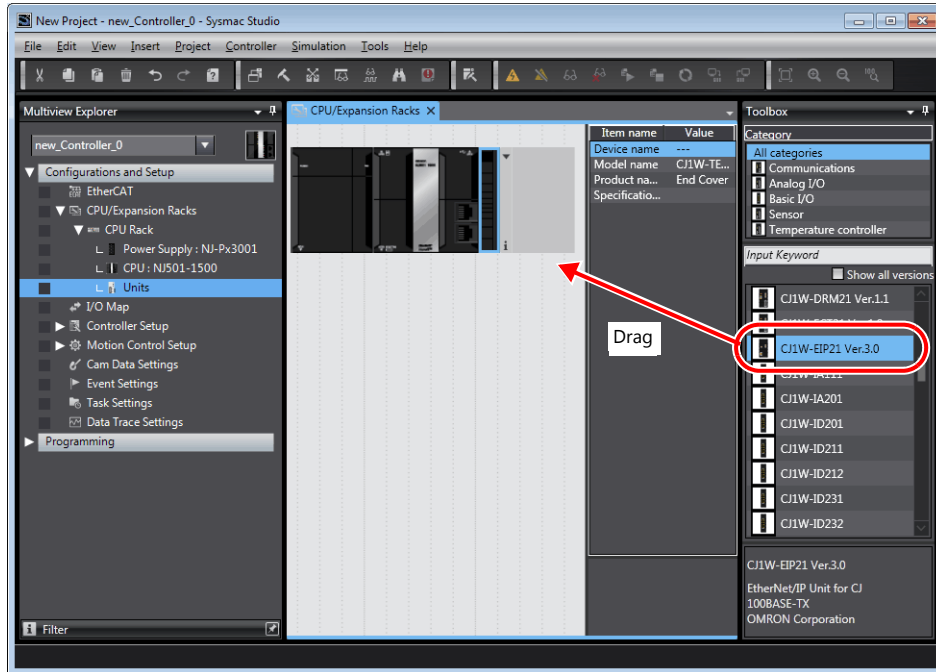 New Project - new_Controller_0 - Sysmac Studio
File Edit View Insert Project Controller Simulation Tools Help
Multiview Explorer
new_Controller_0
Configurations and Setup
EtherCAT
CPU/Expansion Racks
CPU Rack
Power Supply : NJ-Px3001
CPU : NJ501-1500
Units
I/O Map
Controller Setup
Motion Control Setup
Cam Data Settings
Event Settings
Task Settings
Data Trace Settings
Programming
Filter
CPU/Expansion Racks
Item name Value
Device name ---
Model name CJ1W-TE...
Product na... End Cover
Specificatio...
Drag
Toolbox
Category
All categories
Communications
Analog I/O
Basic I/O
Sensor
Temperature controller
Input Keyword
Show all versions
CJ1W-DRM21 Ver.1.1
CJ1W-EIP21 Ver.3.0
CJ1W-IA111
CJ1W-IA201
CJ1W-ID201
CJ1W-ID211
CJ1W-ID212
CJ1W-ID231
CJ1W-ID232
CJ1W-EIP21 Ver.3.0
EtherNet/IP Unit for CJ
100BASE-TX
OMRON Corporation